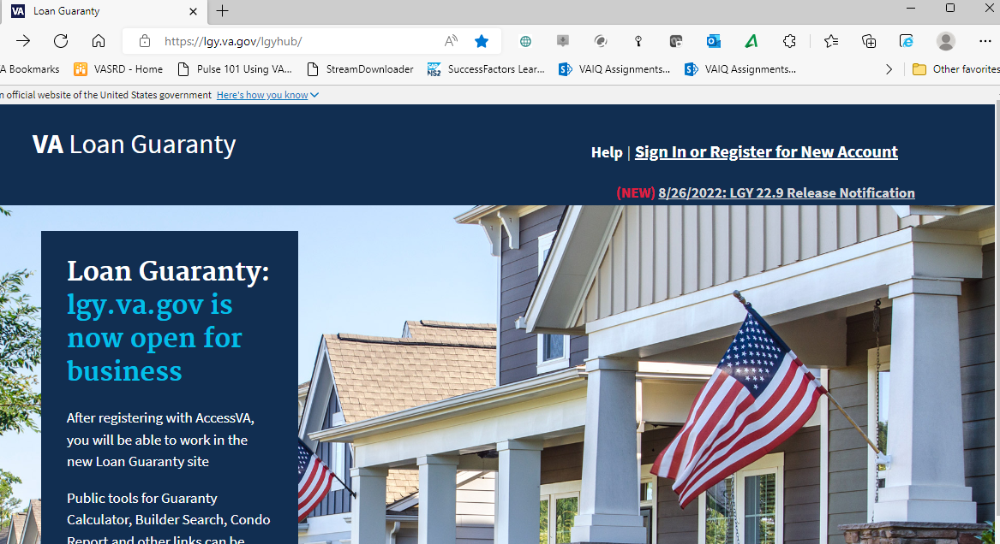 VA Loan Guaranty
https://lgy.va.gov/lgyhub/
A Bookmarks VASRD - Home Pulse 101 Using VA... StreamDownloader SuccessFactors Lear... VAIQ Assignments... VAIQ Assignments... Other favorites
n official website of the United States government Here's how you know
VA Loan Guaranty
Help | Sign In or Register for New Account
(NEW) 8/26/2022: LGY 22.9 Release Notification
Loan Guaranty:
lgy.va.gov is
now open for
business
After registering with AccessVA,
you will be able to work in the
new Loan Guaranty site
Public tools for Guaranty
Calculator, Builder Search, Condo
Report and other links can be